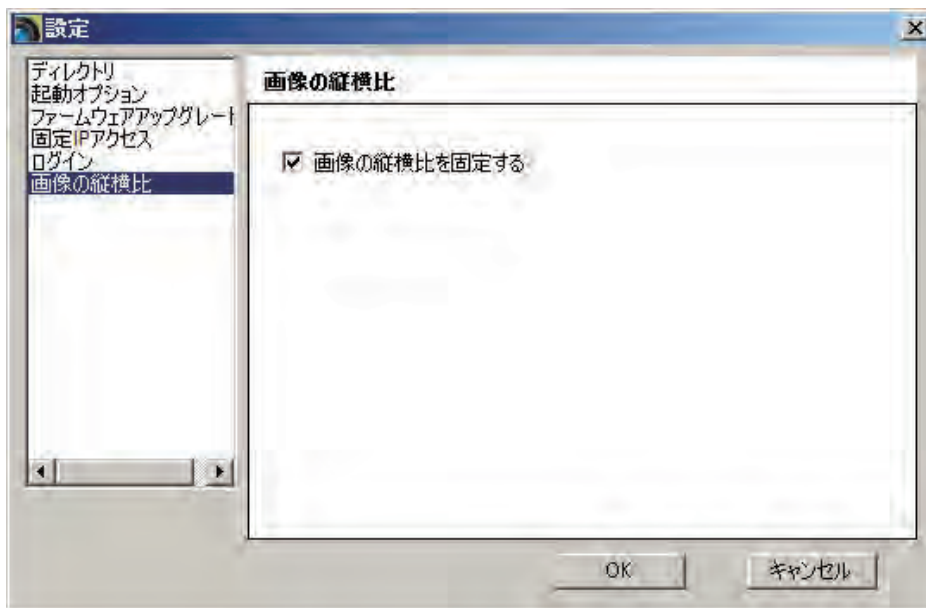 設定
ディレクトリ
起動オプション
ファームウェアアップグレート
固定IPアクセス
ログイン
画像の縦横比
画像の縦横比
画像の縦横比を固定する
OK
キャンセル